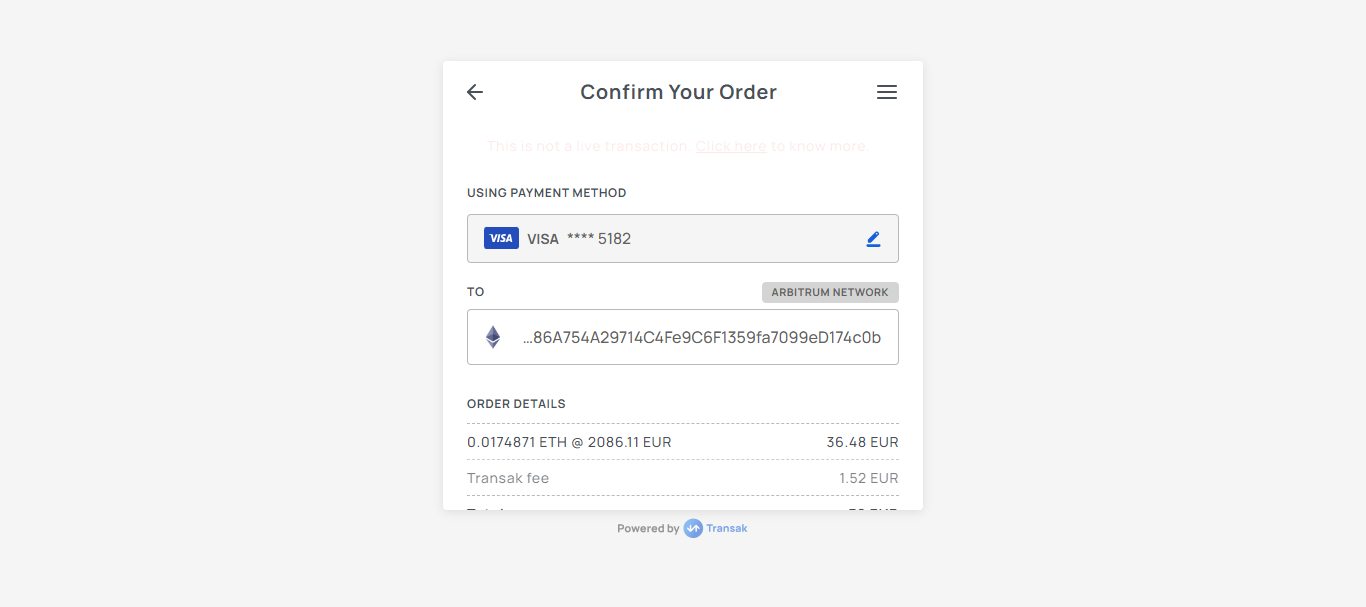 Confirm Your Order
This is not a live transaction. Click here to know more.
USING PAYMENT METHOD
VISA VISA **** 5182
TO ARBITRUM NETWORK
...86A754A29714C4Fe9C6F1359fa7099eD174c0b
ORDER DETAILS
0.0174871 ETH @ 2086.11 EUR 36.48 EUR
Transak fee 1.52 EUR
Powered by Transak